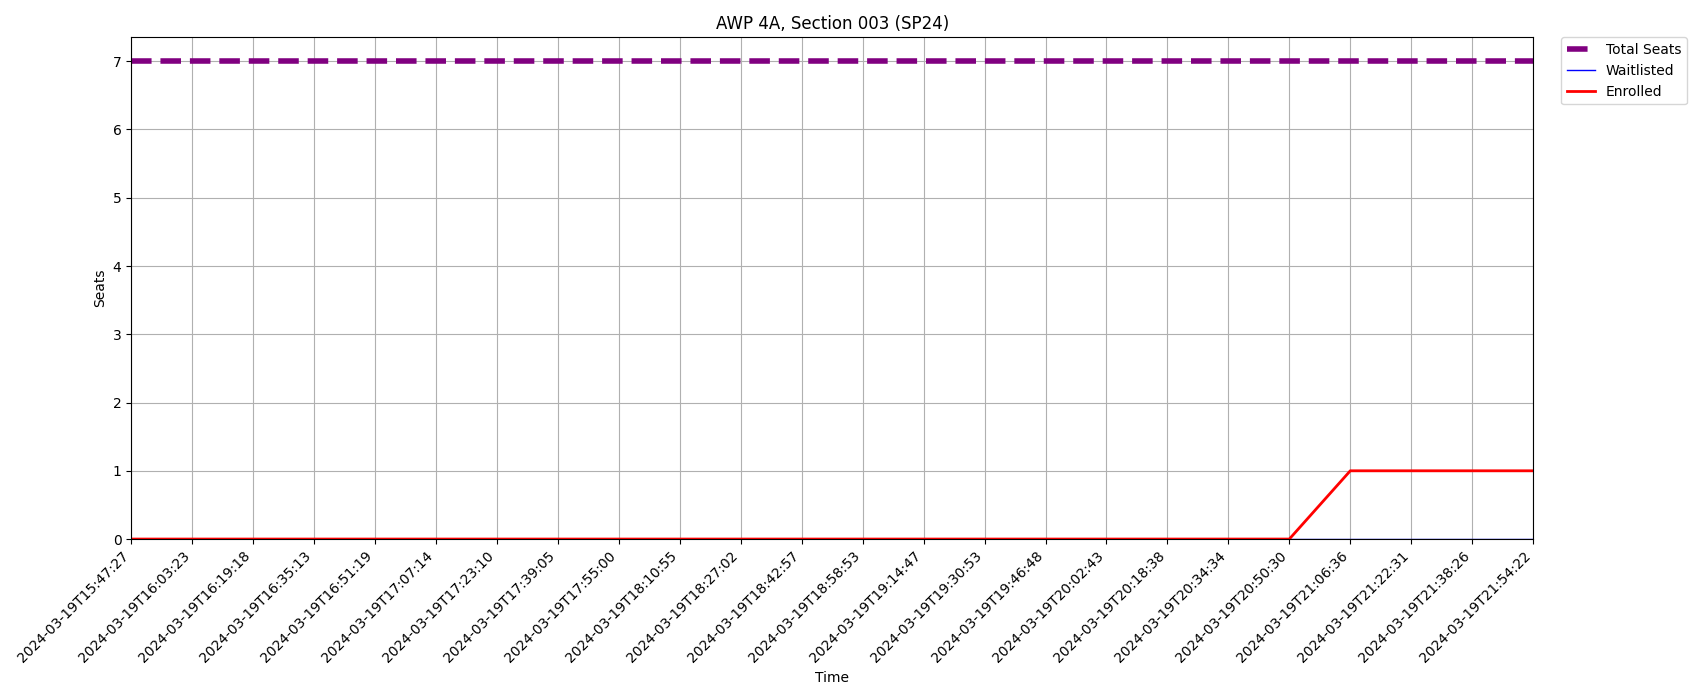 AWP 4A, Section 003 (SP24)
Total Seats
Waitlisted
Enrolled
Seats
7
6
5
4
3
2
1
0
2024-03-19T15:47:27
2024-03-19T16:03:23
2024-03-19T16:19:18
2024-03-19T16:35:13
2024-03-19T16:51:19
2024-03-19T17:07:14
2024-03-19T17:23:10
2024-03-19T17:39:05
2024-03-19T17:55:00
2024-03-19T18:10:55
2024-03-19T18:27:02
2024-03-19T18:42:57
2024-03-19T18:58:53
2024-03-19T19:14:47
2024-03-19T19:30:53
2024-03-19T19:46:48
2024-03-19T20:02:43
2024-03-19T20:18:38
2024-03-19T20:34:34
2024-03-19T20:50:30
2024-03-19T21:06:36
2024-03-19T21:22:31
2024-03-19T21:38:26
2024-03-19T21:54:22
Time